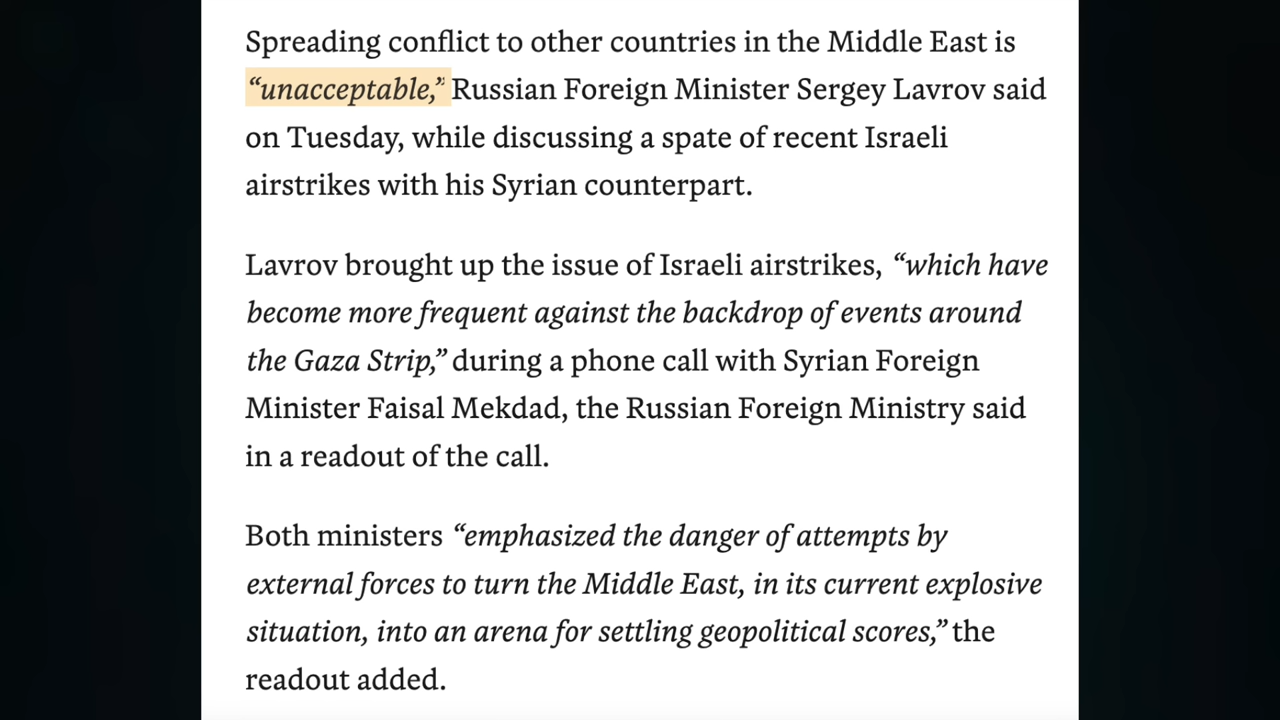 Spreading conflict to other countries in the Middle East is
“unacceptable,” Russian Foreign Minister Sergey Lavrov said
on Tuesday, while discussing a spate of recent Israeli
airstrikes with his Syrian counterpart.
Lavrov brought up the issue of Israeli airstrikes, “which have
become more frequent against the backdrop of events around
the Gaza Strip,” during a phone call with Syrian Foreign
Minister Faisal Mekdad, the Russian Foreign Ministry said
in a readout of the call.
Both ministers “emphasized the danger of attempts by
external forces to turn the Middle East, in its current explosive
situation, into an arena for settling geopolitical scores,” the
readout added.